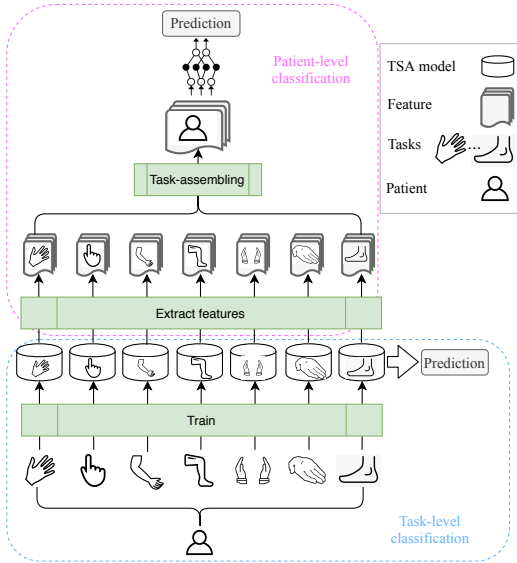 Prediction
Patient-level
classification
TSA model
Feature
Tasks
...
Patient
Task-assembling
Extract features
Prediction
Train
Task-level
classification